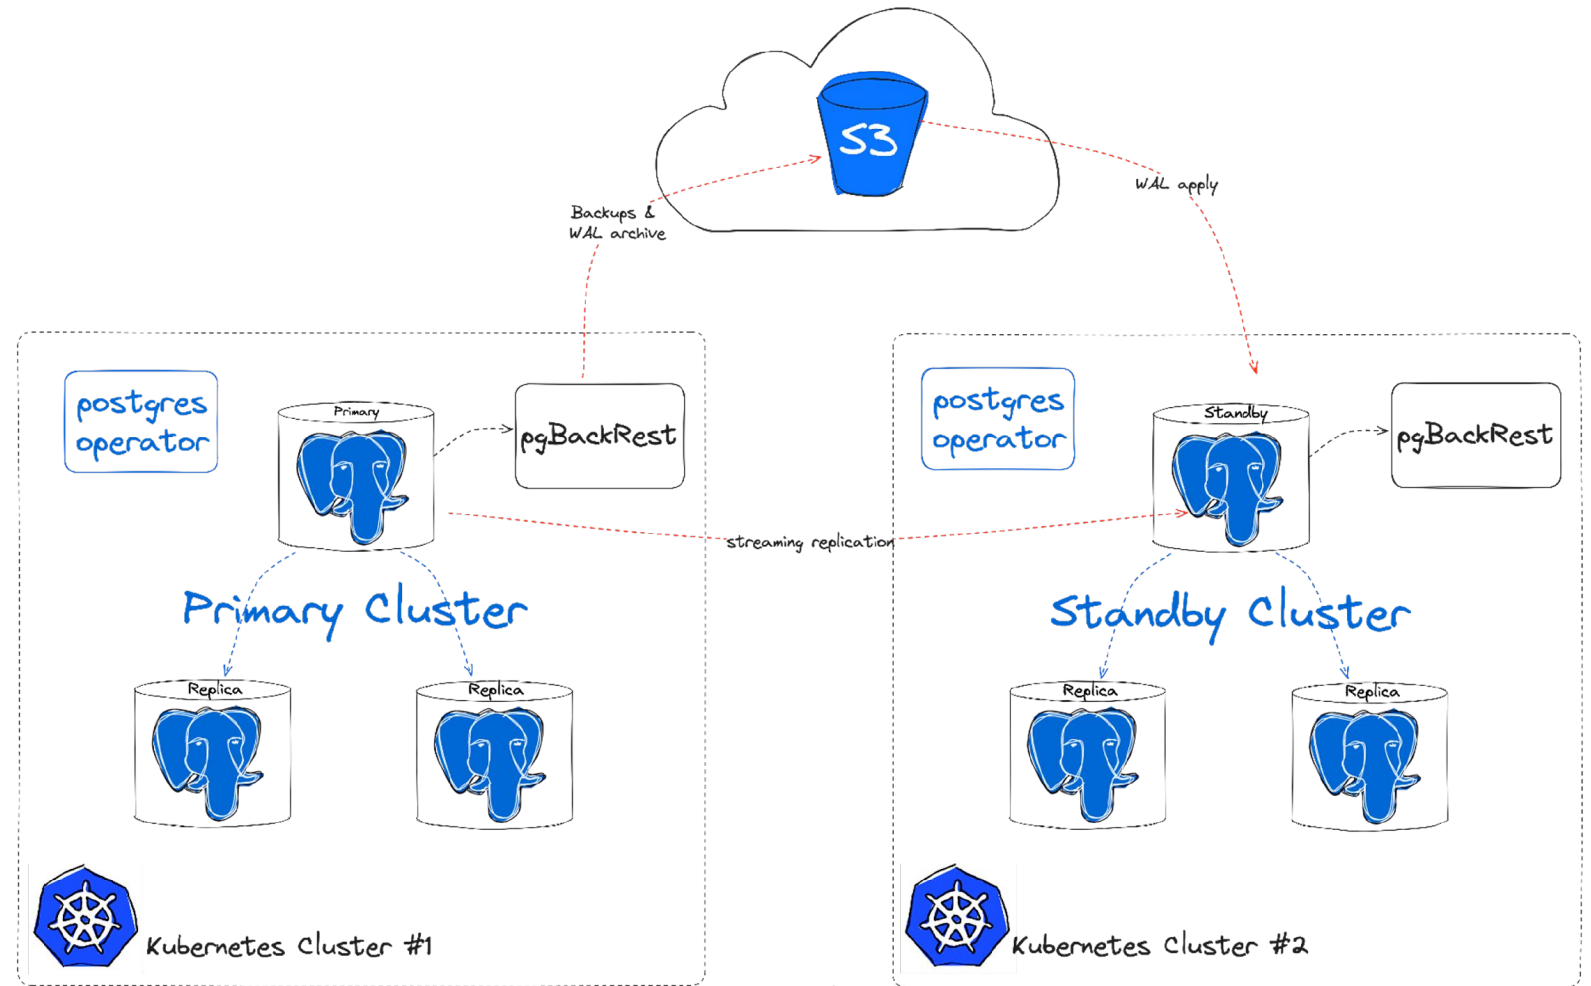 S3
WAL apply
Backups &
WAL archive
postgres
operator
Primary
pgBackRest
postgres
operator
Standby
pgBackRest
streaming replication
Primary Cluster
Standby Cluster
Replica
Replica
Replica
Replica
Kubernetes Cluster #1
Kubernetes Cluster #2